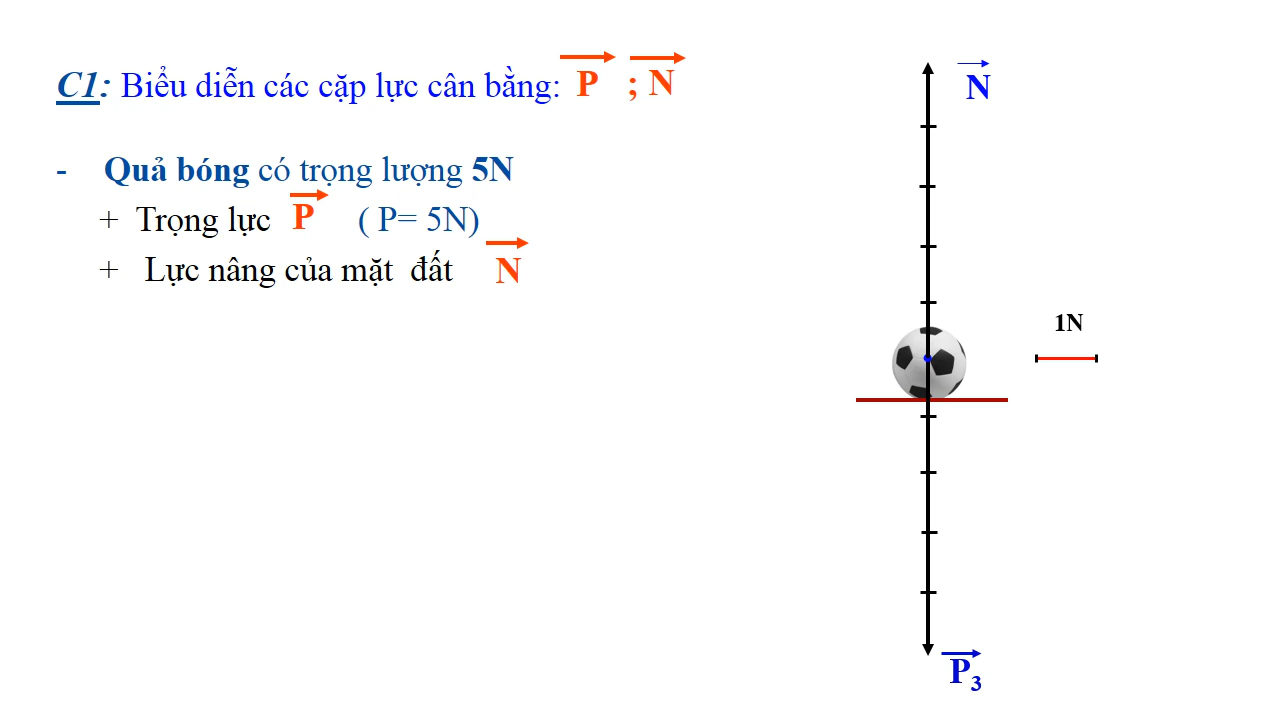 C1: Biểu diễn các cặp lực cân bằng: P ; N
- Quả bóng có trọng lượng 5N
+ Trọng lực P ( P= 5N)
+ Lực nâng của mặt đất N
N
1N
P3